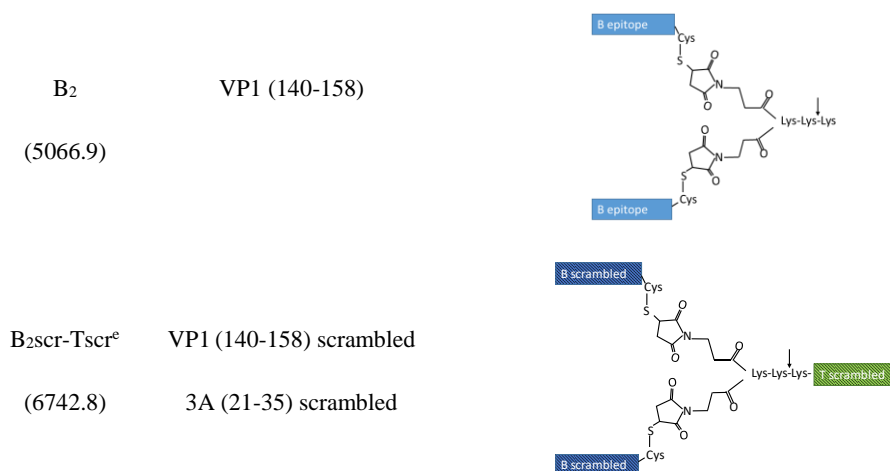 B epitope
Cys
S
O
N
O
O
B₂ VP1 (140-158)
Lys-Lys-Lys
(5066.9)
O
N
O
O
S
Cys
B epitope
B scrambled
Cys
S
O
N
O
O
B₂scr-Tscrᵉ VP1 (140-158) scrambled
Lys-Lys-Lys- T scrambled
(6742.8) 3A (21-35) scrambled
O
N
O
O
S
Cys
B scrambled